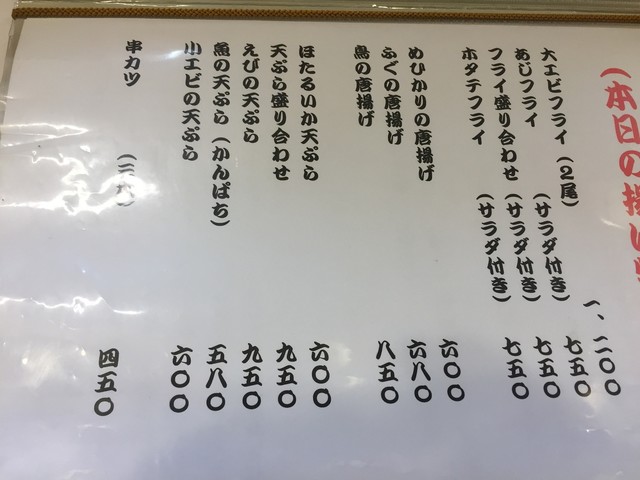 (本日の揚げ
大エビフライ(2尾) 一、二〇〇
あじフライ (サラダ付き) 七五〇
フライ盛り合わせ (サラダ付き) 七五〇
ホタテフライ (サラダ付き) 七五〇
めひかりの唐揚げ 六〇〇
ふぐの唐揚げ 六八〇
鳥の唐揚げ 八五〇
ほたるいか天ぷら 六〇〇
天ぷら盛り合わせ 九五〇
えびの天ぷら 九五〇
魚の天ぷら(かんぱち) 五八〇
小エビの天ぷら 六〇〇
串カツ 四五〇